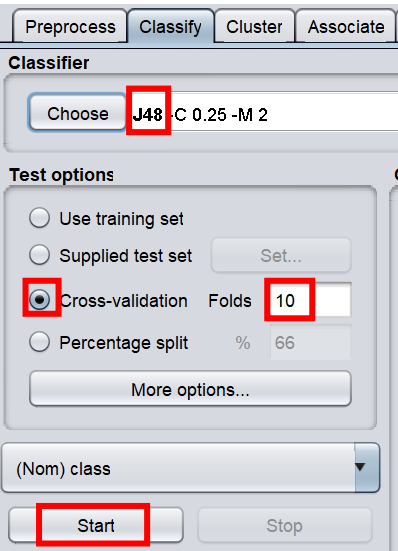 Preprocess Classify Cluster Associate
Classifier
Choose J48 -C 0.25 -M 2
Test options
Use training set
Supplied test set Set...
Cross-validation Folds 10
Percentage split % 66
More options...
(Nom) class
Start Stop